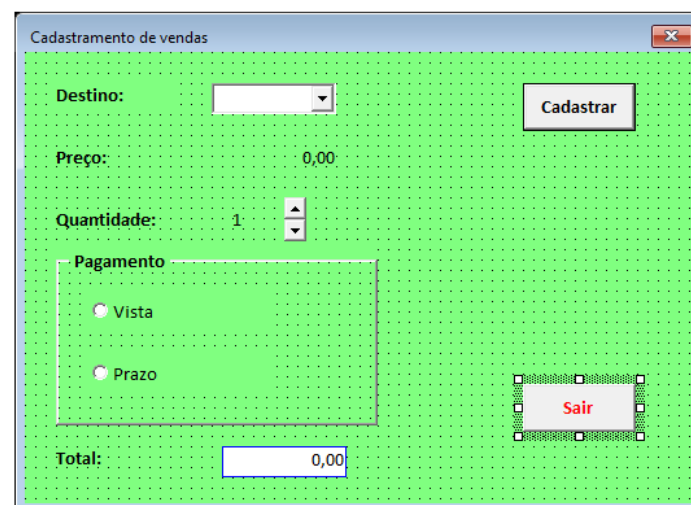 Cadastramento de vendas
Destino:
Cadastrar
Preço: 0,00
Quantidade: 1
Pagamento
Vista
Prazo
Sair
Total: 0,00